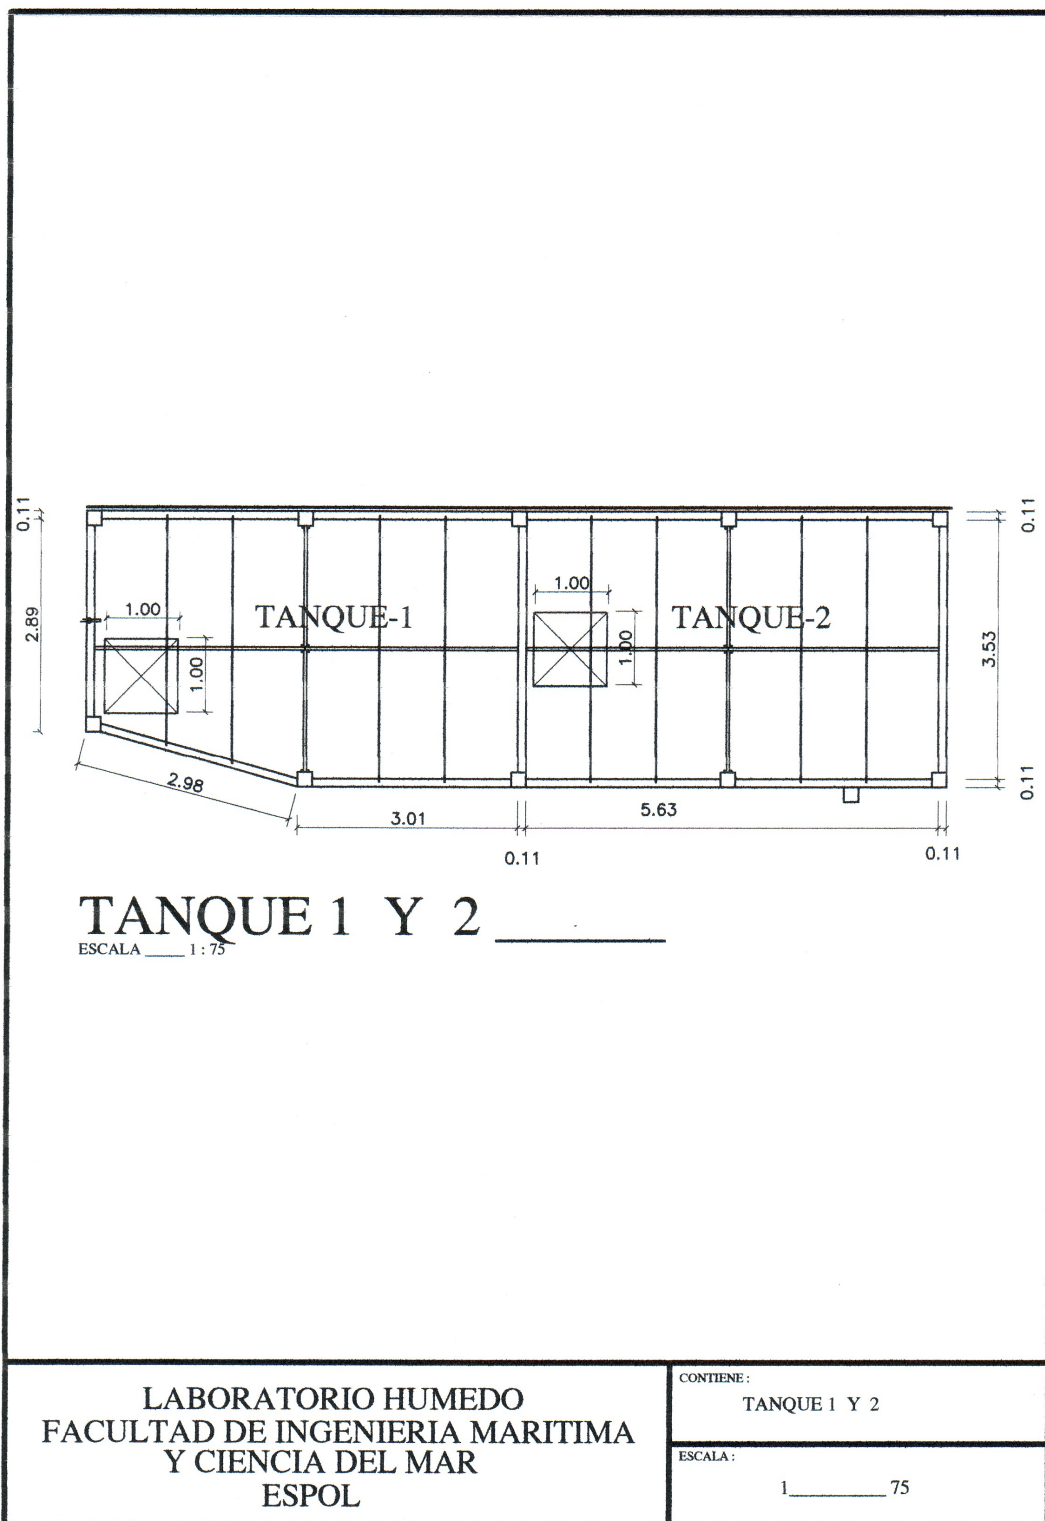 0.11
0.11
2.89
1.00
TANQUE-1
1.00
1.00
TANQUE-2
1.00
3.53
2.98
3.01
5.63
0.11
0.11
0.11
TANQUE 1 Y 2
ESCALA ____ 1 : 75
LABORATORIO HUMEDO
FACULTAD DE INGENIERIA MARITIMA
Y CIENCIA DEL MAR
ESPOL
CONTIENE :
TANQUE 1 Y 2
ESCALA :
1__________ 75